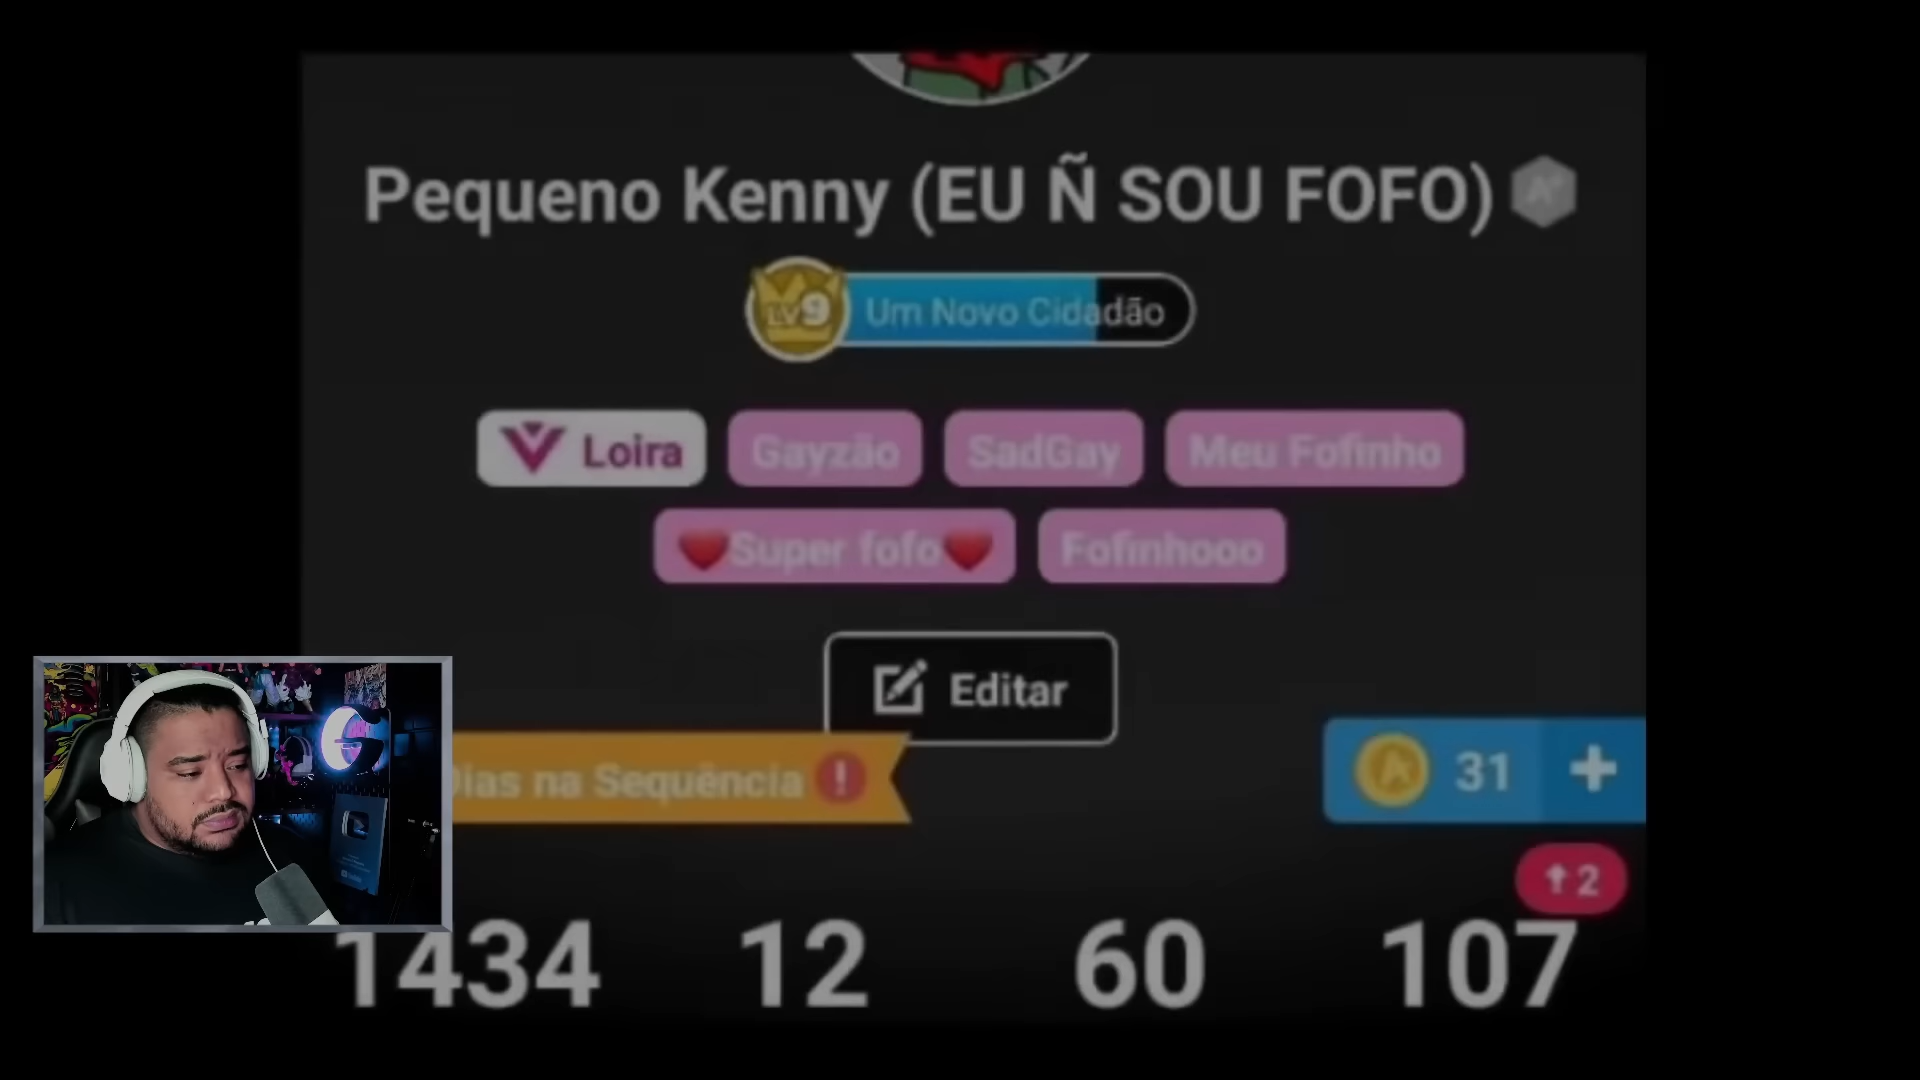 Pequeno Kenny (EU Ñ SOU FOFO)
LV9 Um Novo Cidadão
Loira Gayzão SadGay Meu Fofinho
❤️Super fofo❤️ Fofinhooo
Editar
Dias na Sequência !
31 +
2
1434 12 60 107